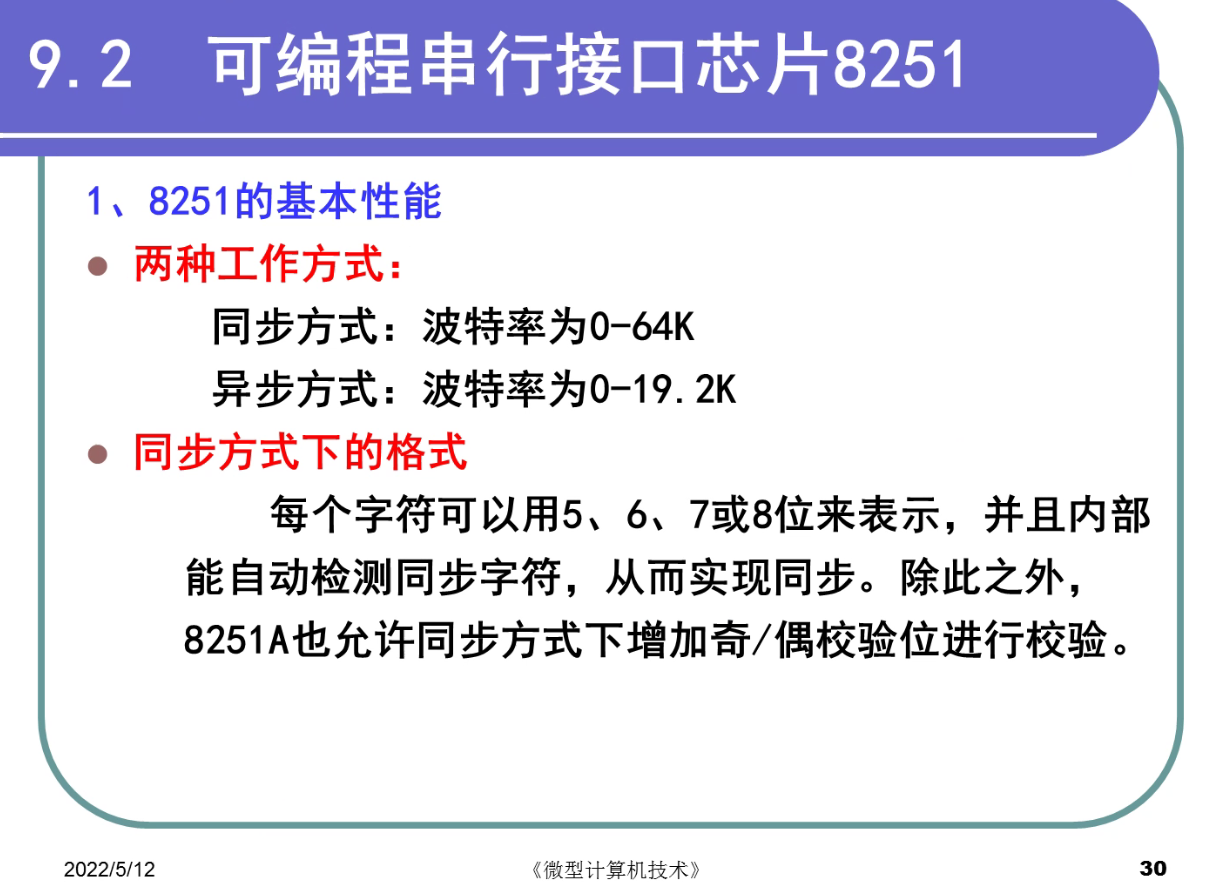 9.2 可编程串行接口芯片8251
1、8251的基本性能
● 两种工作方式：
同步方式：波特率为0-64K
异步方式：波特率为0-19.2K
● 同步方式下的格式
每个字符可以用5、6、7或8位来表示，并且内部
能自动检测同步字符，从而实现同步。除此之外，
8251A也允许同步方式下增加奇/偶校验位进行校验。
2022/5/12
《微型计算机技术》
30